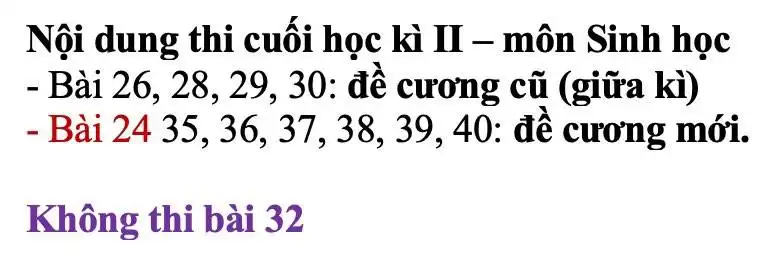 Nội dung thi cuối học kì II – môn Sinh học
- Bài 26, 28, 29, 30: đề cương cũ (giữa kì)
- Bài 24 35, 36, 37, 38, 39, 40: đề cương mới.
Không thi bài 32